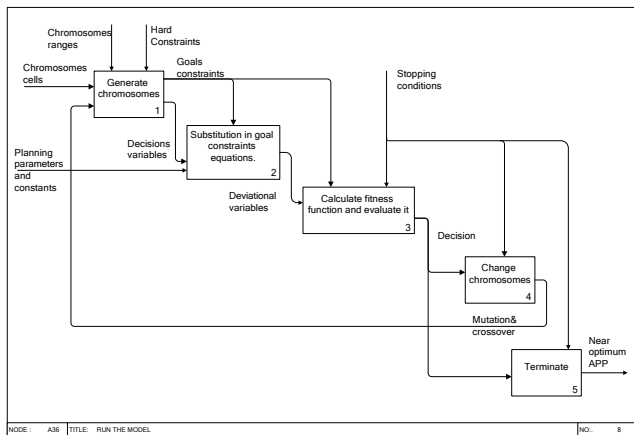 Chromosomes
ranges
Hard
Constraints
Goals
constraints
Chromosomes
cells
Generate
chromosomes
1
Stopping
conditions
Decisions
variables
Substitution in goal
constraints
equations.
2
Planning
parameters
and
constants
Deviational
variables
Calculate fitness
function and evaluate it
3
Decision
Change
chromosomes
4
Mutation&
crossover
Near
optimum
APP
Terminate
5
NODE : A36 TITLE: RUN THE MODEL NO:. 8